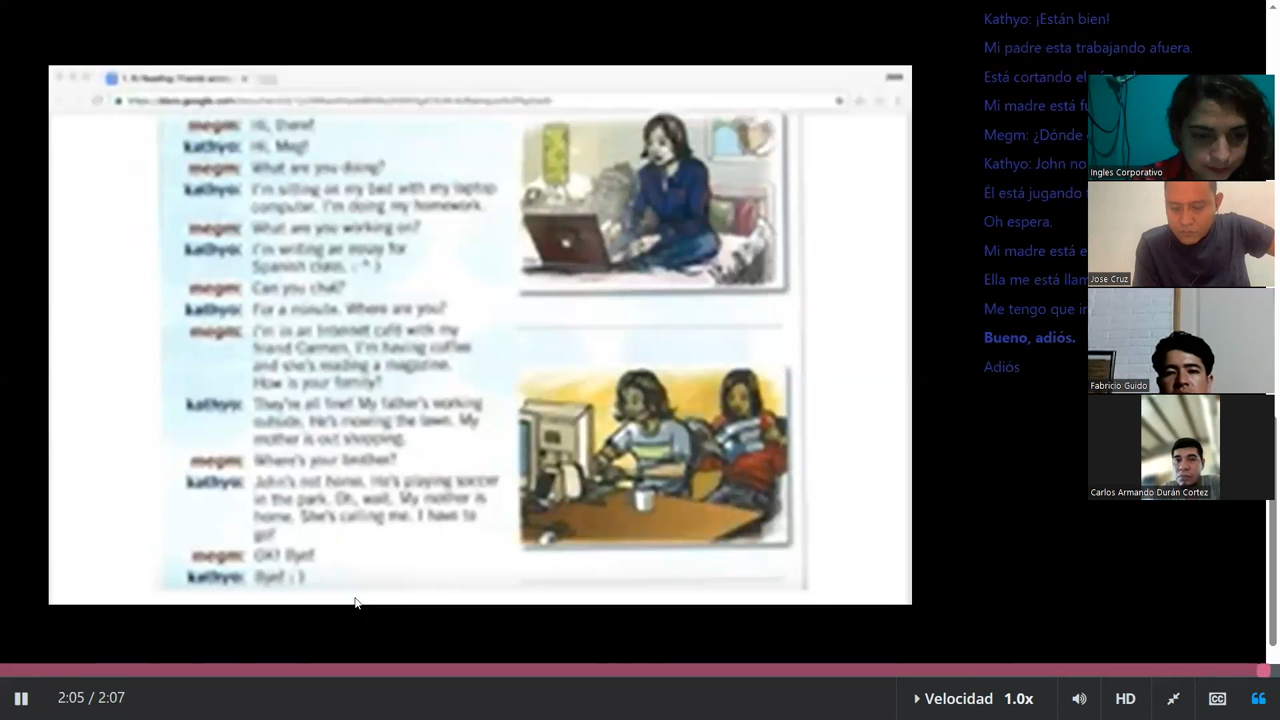 1. R Reading: Friends
megm: Hi, Dana!
kathyo: Hi, Meg!
megm: What are you doing?
kathyo: I'm sitting on my bed with my laptop
computer. I'm doing my homework.
megm: What are you working on?
kathyo: I'm writing an essay for
Spanish class. : ^ )
megm: Can you chat?
kathyo: For a minute. Where are you?
megm: I'm in an Internet café with my
friend Carmen. I'm having coffee
and she's reading a magazine.
How is your family?
kathyo: They're all fine! My father's working
outside. He's mowing the lawn. My
mother is out shopping.
megm: Where's your brother?
kathyo: John's not home. He's playing soccer
in the park. Oh, wait. My mother is
home. She's calling me. I have to
go!
megm: OK! Bye!
kathyo: Bye! : )
Kathyo: ¡Están bien!
Mi padre esta trabajando afuera.
Está cortando el
Mi madre está
Megm: ¿Dónde
Kathyo: John no
Él está jugando
Oh espera.
Mi madre está
Ella me está
Me tengo que
Bueno, adiós.
Adiós
Ingles Corporativo
Jose Cruz
Fabricio Guido
Carlos Armando Durán Cortez
2:05 / 2:07
Velocidad 1.0x
HD
CC